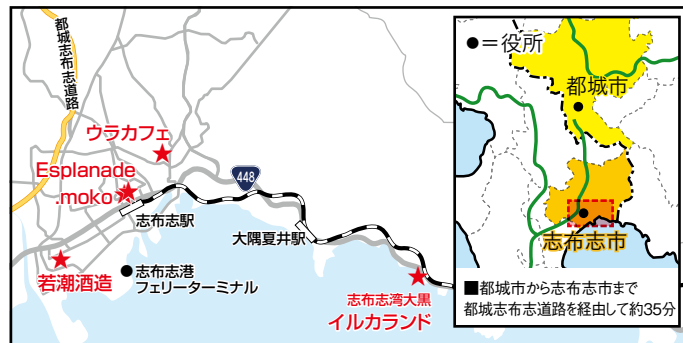 都城志布志道路
ウラカフェ
Esplanade
.moko
448
志布志駅
大隅夏井駅
若潮酒造
志布志港
フェリーターミナル
志布志湾大黒
イルカランド
●＝役所
都城市
志布志市
■都城市から志布志市まで
都城志布志道路を経由して約35分